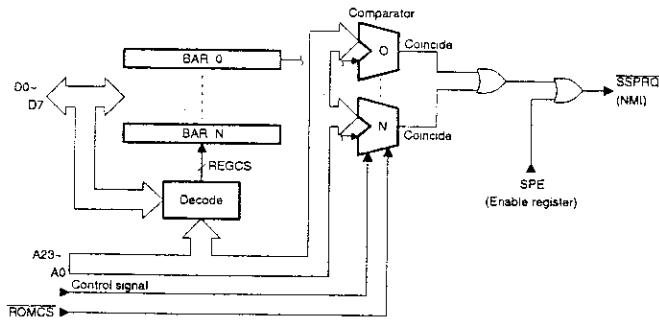 Comparator
BAR 0
0
Coincide
D0~
D7
SSPRQ
(NMI)
BAR N
N
Coincide
REGCS
SPE
(Enable register)
Decode
A23~
A0
Control signal
ROMCS